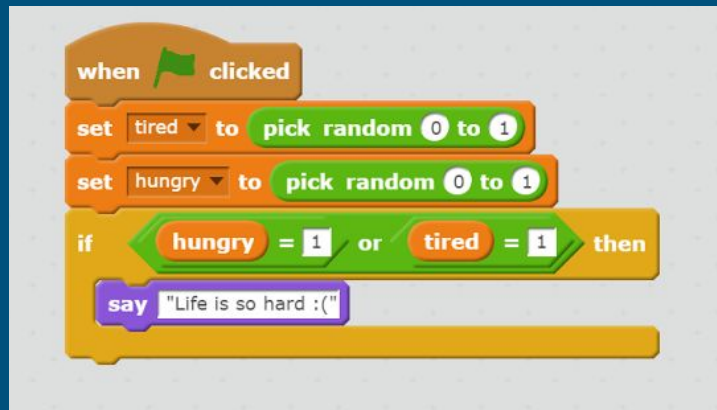 when clicked
set tired to pick random 0 to 1
set hungry to pick random 0 to 1
if hungry = 1 or tired = 1 then
say "Life is so hard :("